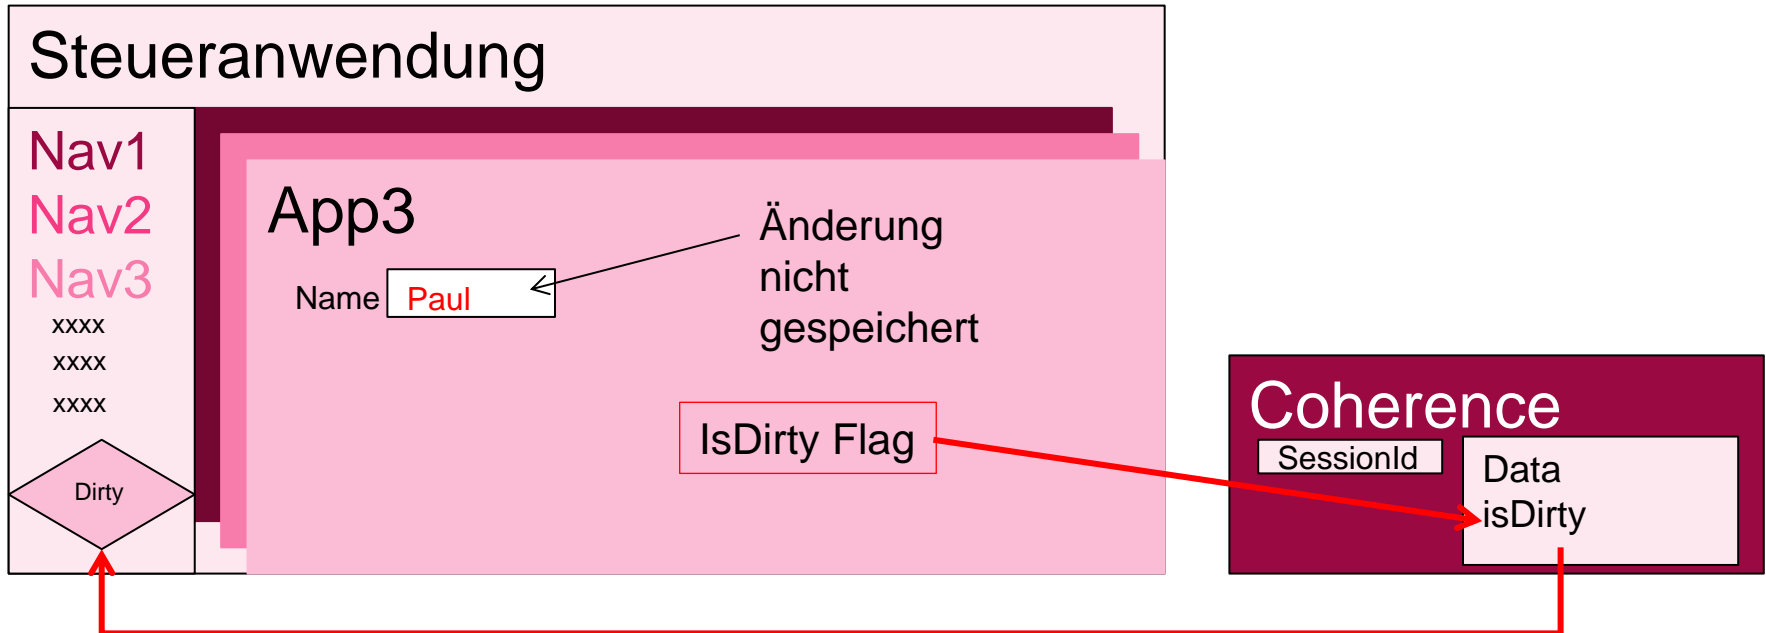 Steueranwendung
Nav1
Nav2
Nav3
xxxx
xxxx
xxxx
Dirty
App3
Name Paul
Änderung
nicht
gespeichert
IsDirty Flag
Coherence
SessionId
Data
isDirty